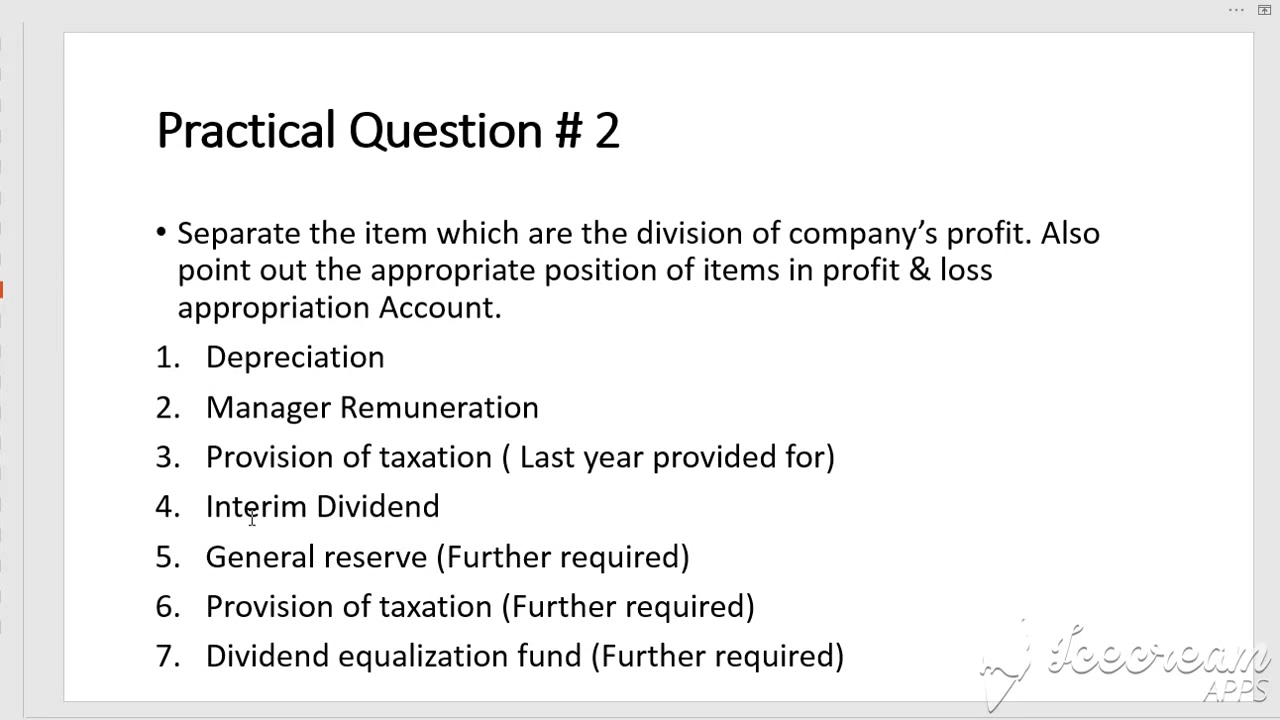 Practical Question # 2
• Separate the item which are the division of company's profit. Also
point out the appropriate position of items in profit & loss
appropriation Account.
1. Depreciation
2. Manager Remuneration
3. Provision of taxation ( Last year provided for)
4. Interim Dividend
5. General reserve (Further required)
6. Provision of taxation (Further required)
7. Dividend equalization fund (Further required)
Icecream
APPS